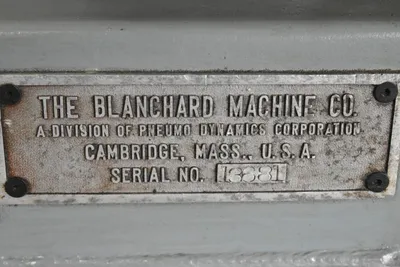 THE BLANCHARD MACHINE CO.
A DIVISION OF PNEUMO DYNAMICS CORPORATION
CAMBRIDGE, MASS., U.S.A.
SERIAL NO.